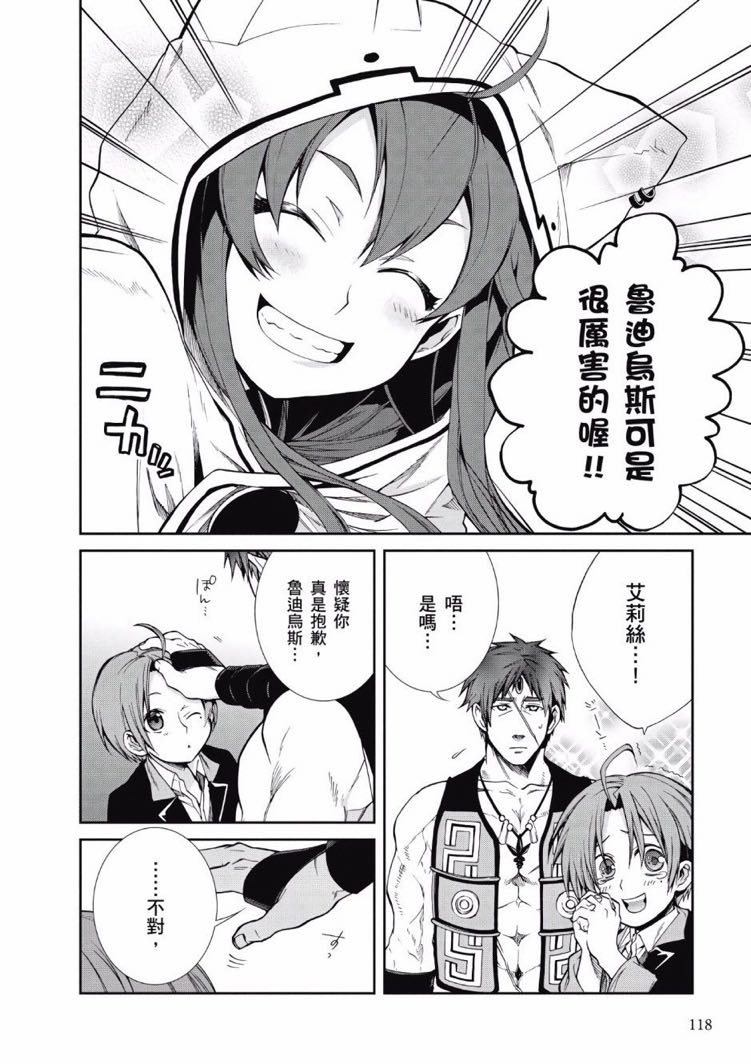 魯迪烏斯可是
很厲害的喔!!
ニカッ
艾莉絲…!
唔…
是嗎…
懷疑你
真是抱歉，
魯迪烏斯…
ぽん…
……不對，
118